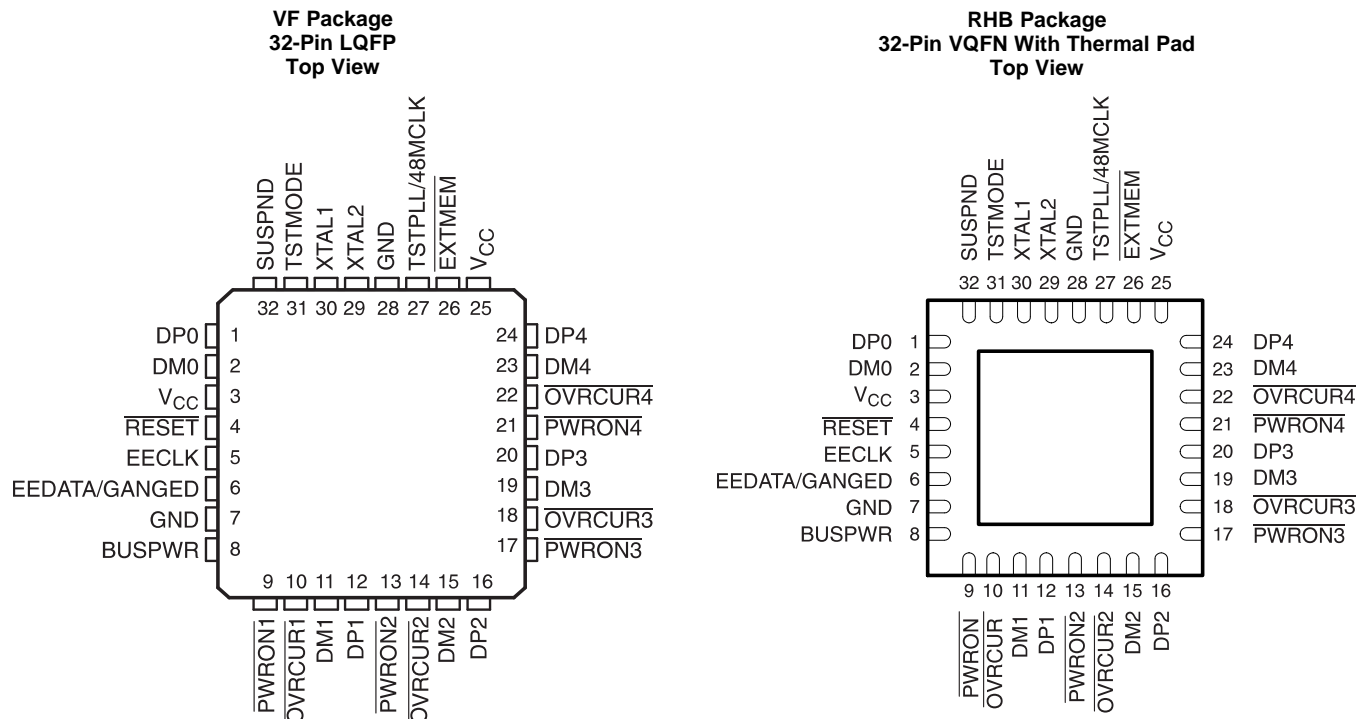 VF Package
32-Pin LQFP
Top View
SUSPND
TSTMODE
XTAL1
XTAL2
GND
TSTPLL/48MCLK
EXTMEM
VCC
32 31 30 29 28 27 26 25
DP0 1
DM0 2
VCC 3
RESET 4
EECLK 5
EEDATA/GANGED 6
GND 7
BUSPWR 8
24 DP4
23 DM4
22 OVRCUR4
21 PWRON4
20 DP3
19 DM3
18 OVRCUR3
17 PWRON3
9 10 11 12 13 14 15 16
PWRON1
OVRCUR1
DM1
DP1
PWRON2
OVRCUR2
DM2
DP2
RHB Package
32-Pin VQFN With Thermal Pad
Top View
SUSPND
TSTMODE
XTAL1
XTAL2
GND
TSTPLL/48MCLK
EXTMEM
VCC
32 31 30 29 28 27 26 25
DP0 1
DM0 2
VCC 3
RESET 4
EECLK 5
EEDATA/GANGED 6
GND 7
BUSPWR 8
24 DP4
23 DM4
22 OVRCUR4
21 PWRON4
20 DP3
19 DM3
18 OVRCUR3
17 PWRON3
9 10 11 12 13 14 15 16
PWRON
OVRCUR
DM1
DP1
PWRON2
OVRCUR2
DM2
DP2